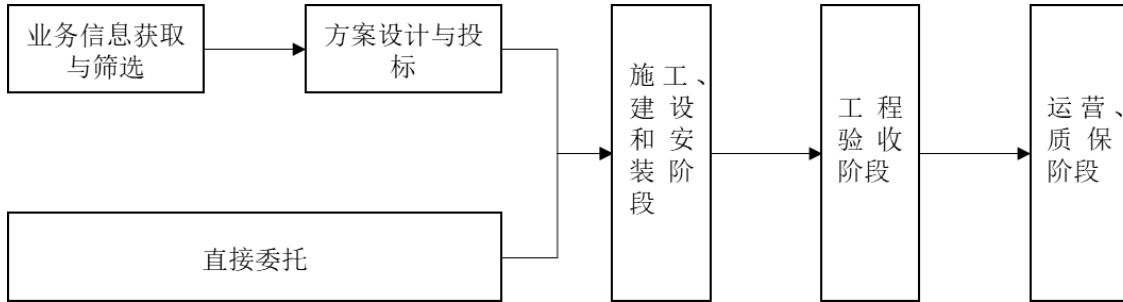 业务信息获取
与筛选
方案设计与投
标
直接委托
施工、
建设
和安
装阶
段
工程
验收
阶段
运营、
质保
阶段